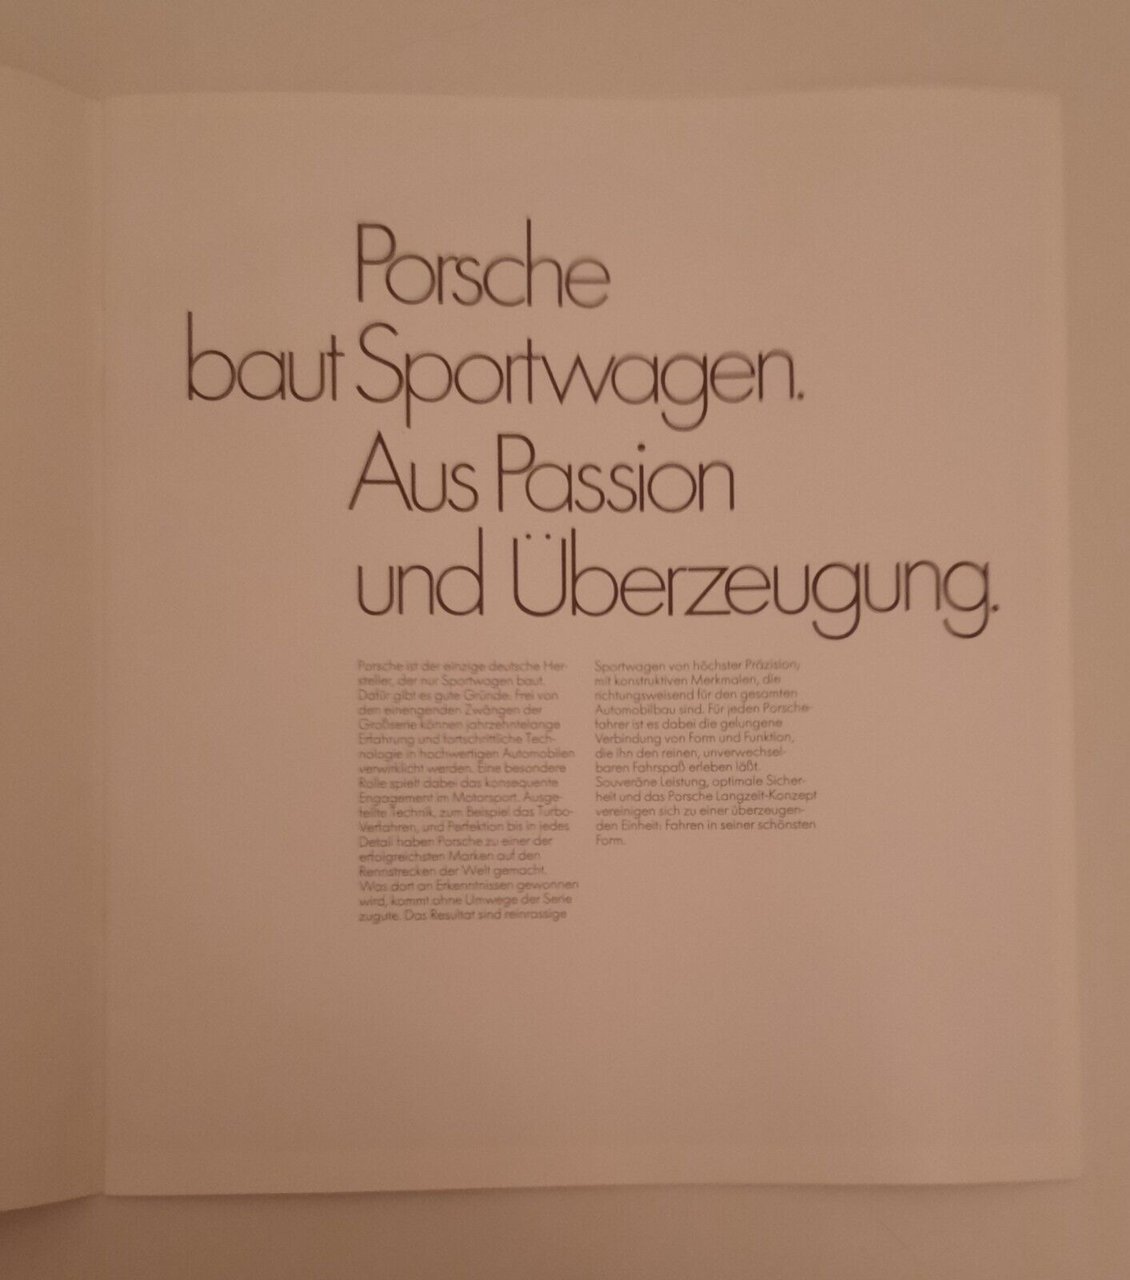 Porsche
baut Sportwagen.
Aus Passion
und Überzeugung.
Porsche ist der einzige deutsche Her-
steller, der nur Sportwagen baut.
Dafür gibt es gute Gründe. Frei von
den einengenden Zwängen der
Großserie können jahrzehntelange
Erfahrung und fortschrittliche Tech-
nologie in hochwertigen Automobilen
verwirklicht werden. Eine besondere
Rolle spielt dabei das konsequente
Engagement im Motorsport. Ausge-
feilte Technik, zum Beispiel das Turbo-
Verfahren, und Perfektion bis in jedes
Detail haben Porsche zu einer der
erfolgreichsten Marken auf den
Rennstrecken der Welt gemacht.
Was dort an Erkenntnissen gewonnen
wird, kommt ohne Umwege der Serie
zugute. Das Resultat sind reinrassige
Sportwagen von höchster Präzision,
mit konstruktiven Merkmalen, die
richtungsweisend für den gesamten
Automobilbau sind. Für jeden Porsche-
fahrer ist es dabei die gelungene
Verbindung von Form und Funktion,
die ihn den reinen, unverwechsel-
baren Fahrspaß erleben läßt.
Souveräne Leistung, optimale Sicher-
heit und das Porsche Langzeit-Konzept
vereinigen sich zu einer überzeugen-
den Einheit: Fahren in seiner schönsten
Form.